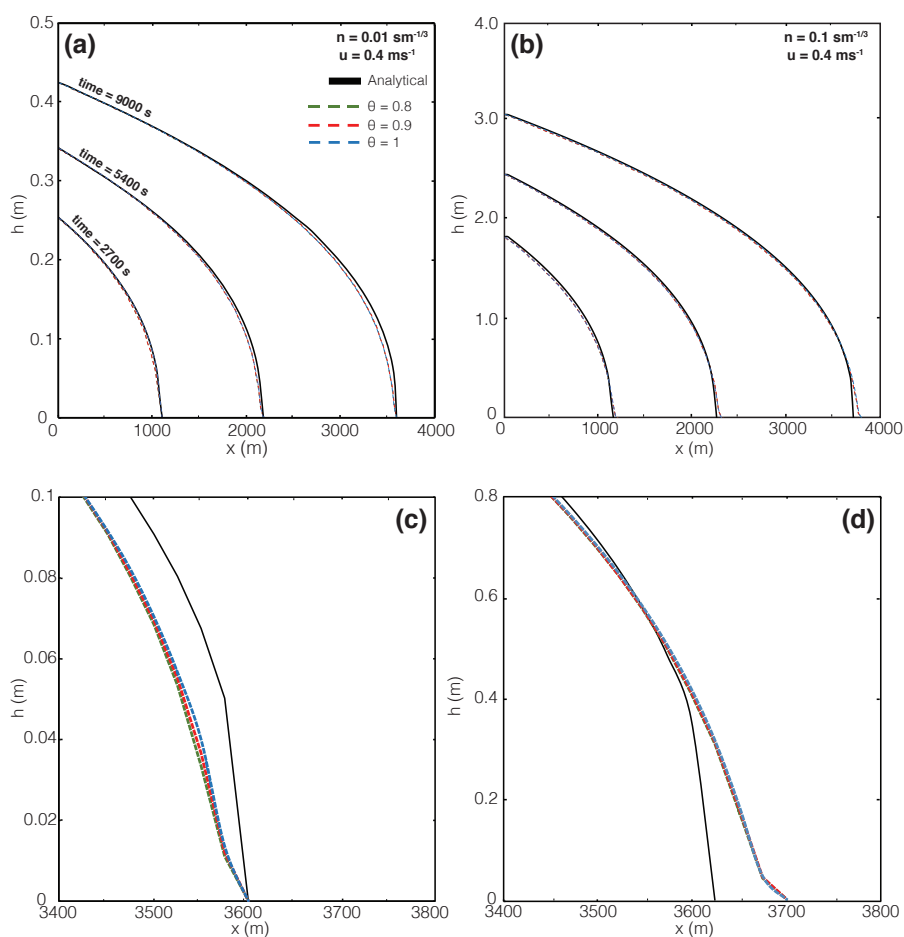 (a)
n = 0.01 sm-1/3
u = 0.4 ms-1
Analytical
θ = 0.8
θ = 0.9
θ = 1
time = 9000 s
time = 5400 s
time = 2700 s
0.5
0.4
0.3
0.2
0.1
0
h (m)
0
1000
2000
3000
4000
x (m)
(b)
n = 0.1 sm-1/3
u = 0.4 ms-1
4.0
3.0
2.0
1.0
0
h (m)
0
1000
2000
3000
4000
x (m)
(c)
0.1
0.08
0.06
0.04
0.02
0
h (m)
3400
3500
3600
3700
3800
x (m)
(d)
0.8
0.6
0.4
0.2
0
h (m)
3400
3500
3600
3700
3800
x (m)